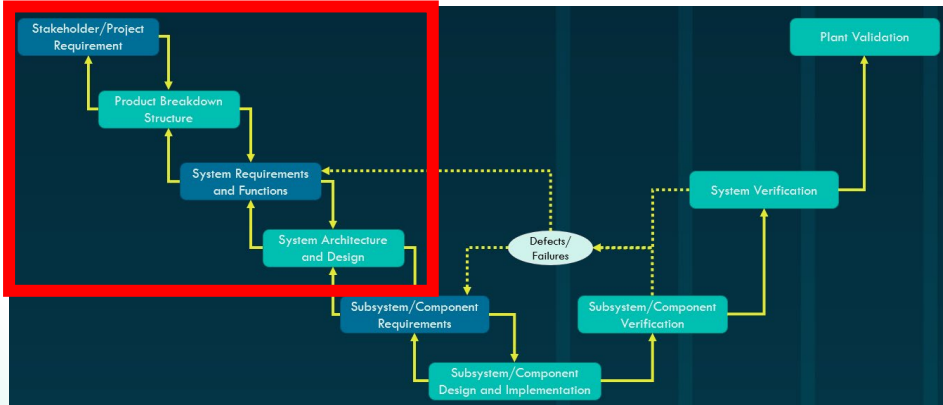 Stakeholder/Project
Requirement
Plant Validation
Product Breakdown
Structure
System Requirements
and Functions
System Verification
System Architecture
and Design
Defects/
Failures
Subsystem/Component
Requirements
Subsystem/Component
Verification
Subsystem/Component
Design and Implementation